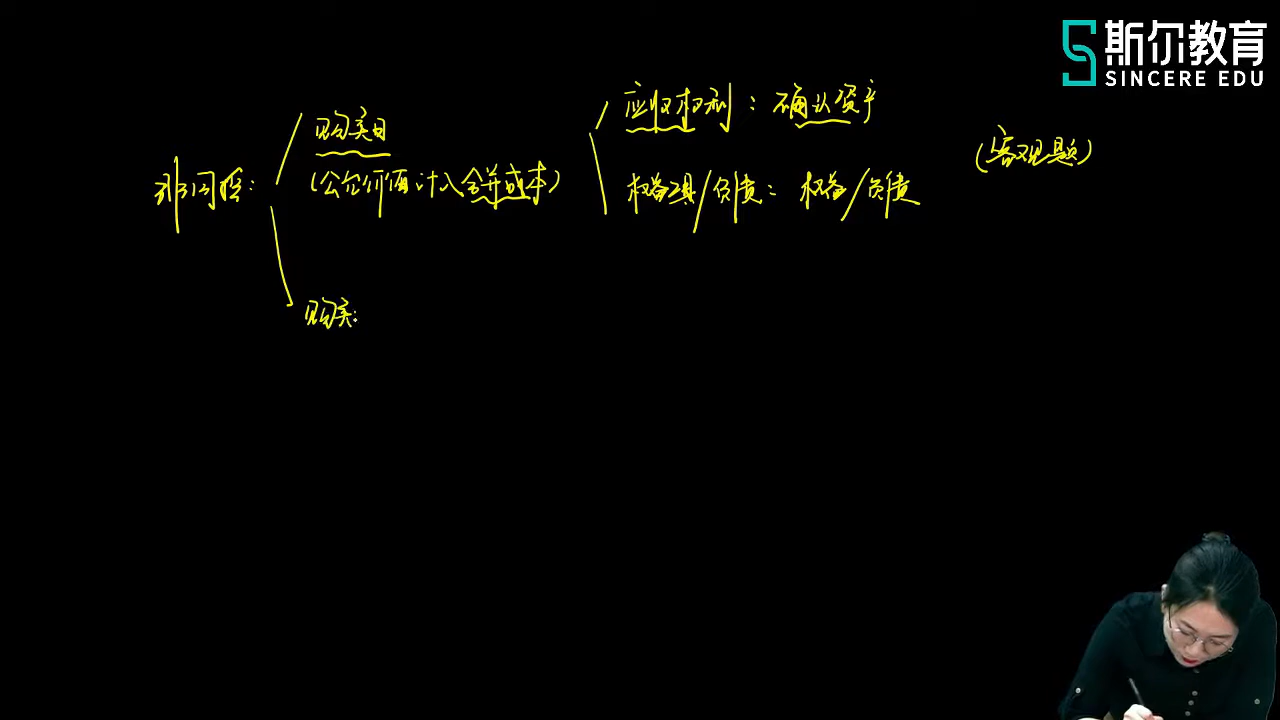 斯尔教育
SINCERE EDU
应收权利：确认资产
购买日
(客观题)
非同控：
(公允价值计入合并成本)
权益工具/负债：权益/负债
购买